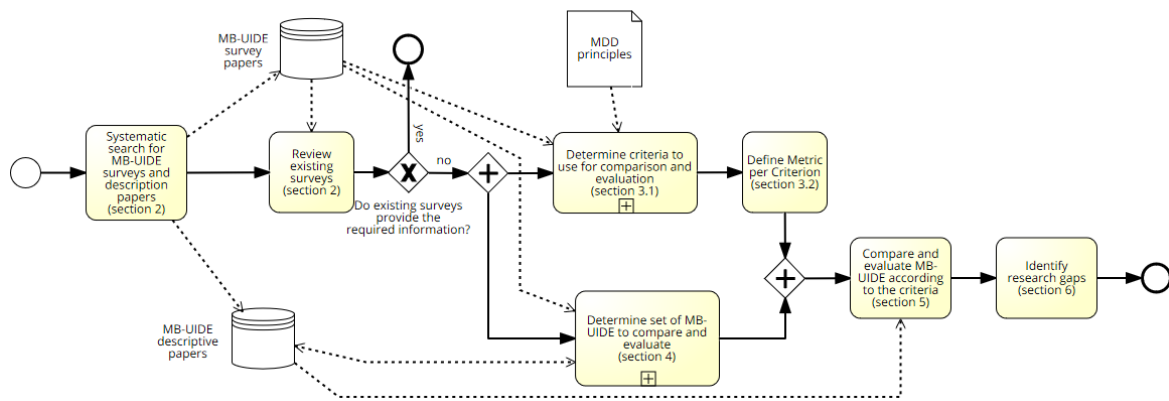 MB-UIDE
survey
papers
MDD
principles
Systematic
search for
MB-UIDE
surveys and
description
papers
(section 2)
Review
existing
surveys
(section 2)
yes
no
Do existing surveys
provide the
required information?
Determine criteria to
use for comparison and
evaluation
(section 3.1)
Define Metric
per Criterion
(section 3.2)
Compare and
evaluate MB-
UIDE according
to the criteria
(section 5)
Identify
research gaps
(section 6)
Determine set of MB-
UIDE to compare and
evaluate
(section 4)
MB-UIDE
descriptive
papers